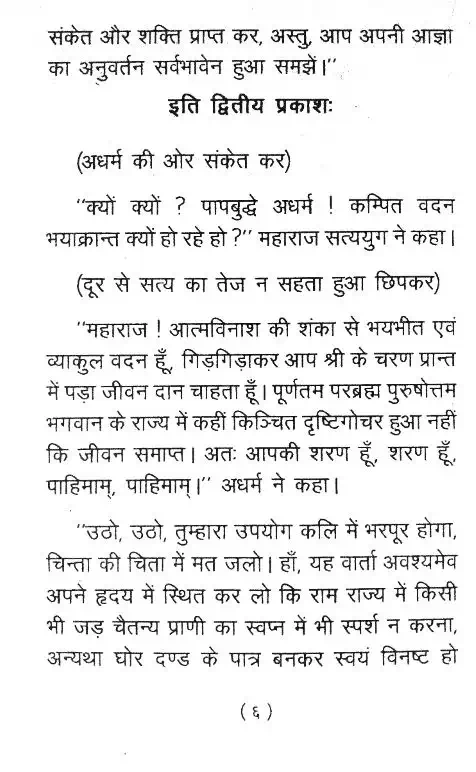 संकेत और शक्ति प्राप्त कर, अस्तु, आप अपनी आज्ञा
का अनुवर्तन सर्वभावेन हुआ समझें।"
इति द्वितीय प्रकाशः
(अधर्म की ओर संकेत कर)
"क्यों क्यों ? पापबुद्धे अधर्म ! कम्पित वदन
भयाक्रान्त क्यों हो रहे हो ?" महाराज सत्ययुग ने कहा।
(दूर से सत्य का तेज न सहता हुआ छिपकर)
"महाराज ! आत्मविनाश की शंका से भयभीत एवं
व्याकुल वदन हूँ, गिड़गिड़ाकर आप श्री के चरण प्रान्त
में पड़ा जीवन दान चाहता हूँ। पूर्णतम परब्रह्म पुरुषोत्तम
भगवान के राज्य में कहीं किञ्चित दृष्टिगोचर हुआ नहीं
कि जीवन समाप्त। अतः आपकी शरण हूँ, शरण हूँ,
पाहिमाम्, पाहिमाम्।" अधर्म ने कहा।
"उठो, उठो, तुम्हारा उपयोग कलि में भरपूर होगा,
चिन्ता की चिता में मत जलो। हाँ, यह वार्ता अवश्यमेव
अपने हृदय में स्थित कर लो कि राम राज्य में किसी
भी जड़ चैतन्य प्राणी का स्वप्न में भी स्पर्श न करना,
अन्यथा घोर दण्ड के पात्र बनकर स्वयं विनष्ट हो
(६)